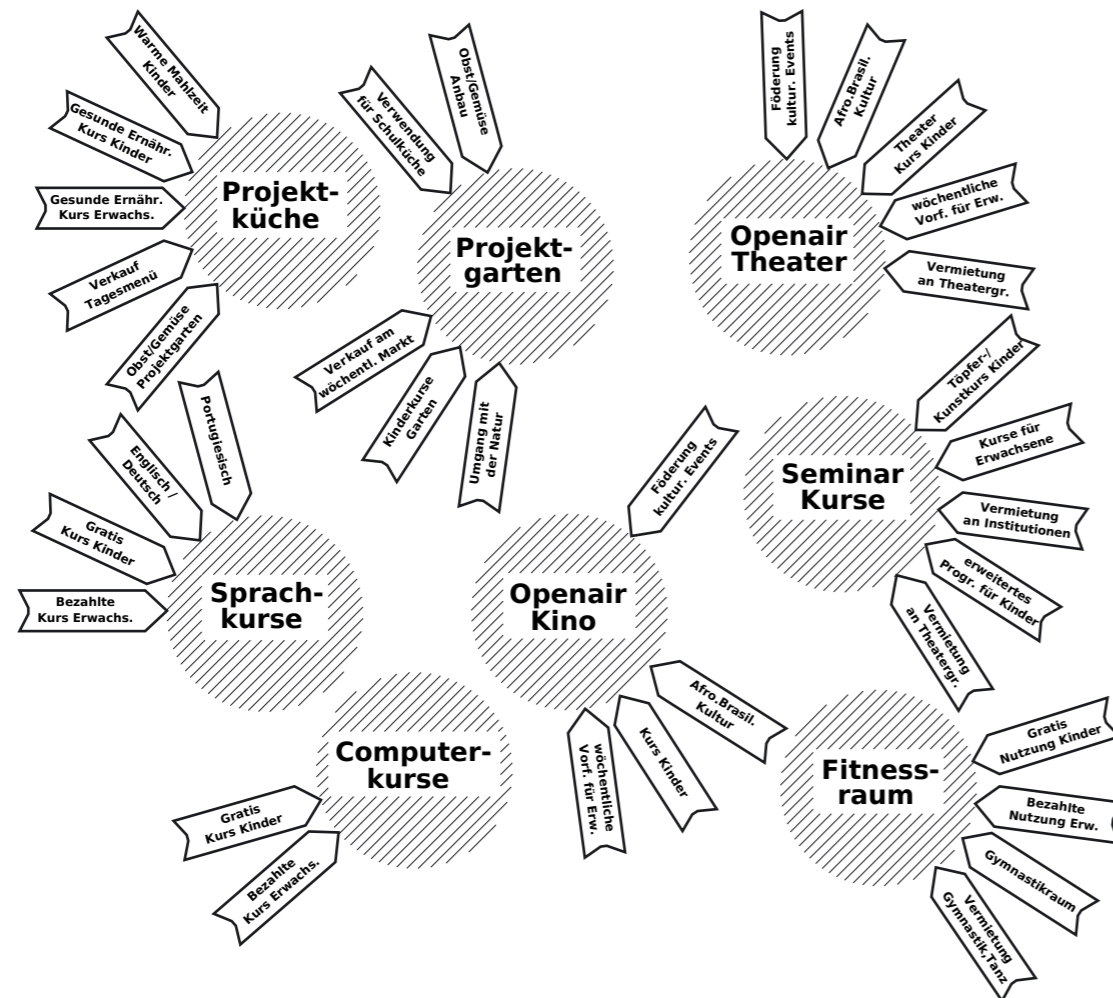 Warme Mahlzeit
Kinder
Gesunde Ernähr.
Kurs Kinder
Gesunde Ernähr.
Kurs Erwachs.
Verkauf
Tagesmenü
Obst/Gemüse
Projektgarten
Projekt-
küche
Verwendung
für Schulküche
Obst/Gemüse
Anbau
Projekt-
garten
Verkauf am
wöchentl. Markt
Kinderkurse
Garten
Umgang mit
der Natur
Föderung
kultur. Events
Afro.Brasil.
Kultur
Theater
Kurs Kinder
wöchentliche
Vorf. für Erw.
Vermietung
an Theatergr.
Openair
Theater
Töpfer-/
Kunstkurs Kinder
Kurse für
Erwachsene
Vermietung
an Institutionen
erweitertes
Progr. für Kinder
Vermietung
an Theatergr.
Seminar
Kurse
Portugiesisch
Englisch /
Deutsch
Gratis
Kurs Kinder
Bezahlte
Kurs Erwachs.
Sprach-
kurse
Föderung
kultur. Events
Openair
Kino
Afro.Brasil.
Kultur
Kurs Kinder
wöchentliche
Vorf. für Erw.
Computer-
kurse
Gratis
Kurs Kinder
Bezahlte
Kurs Erwachs.
Fitness-
raum
Gratis
Nutzung Kinder
Bezahlte
Nutzung Erw.
Gymnastikraum
Vermietung
Gymnastik,Tanz